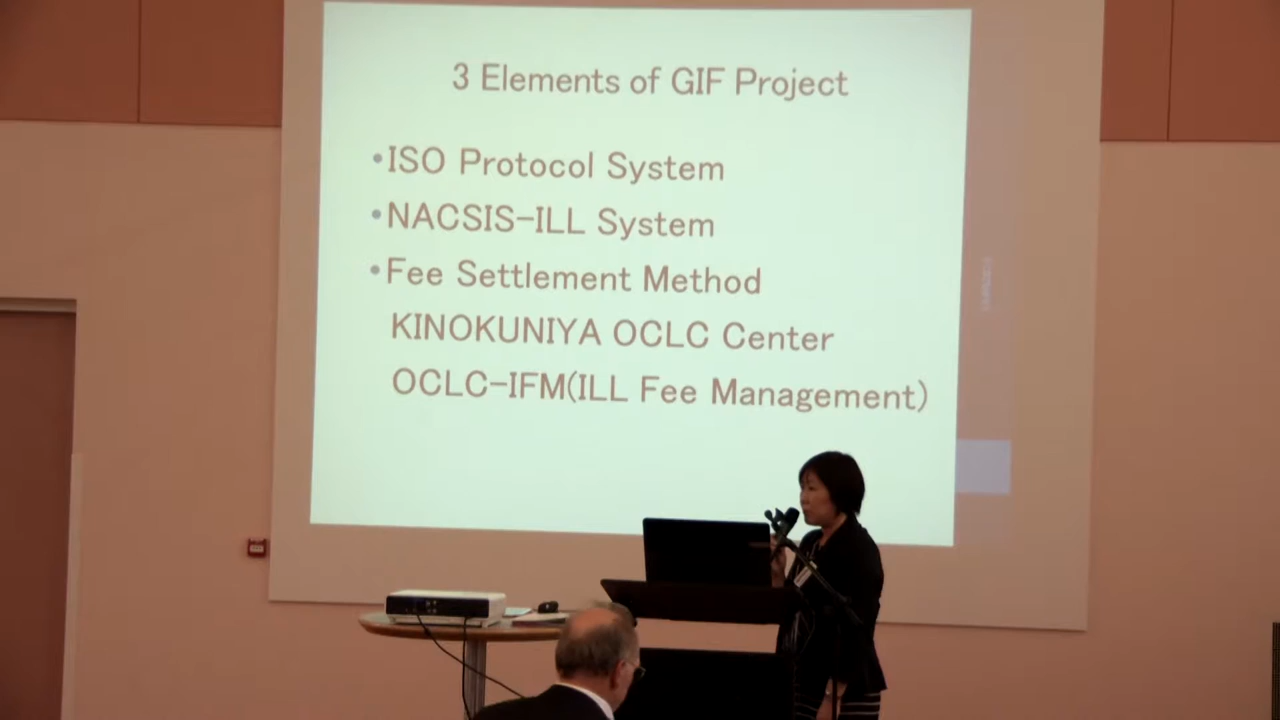 3 Elements of GIF Project
•ISO Protocol System
•NACSIS-ILL System
•Fee Settlement Method
KINOKUNIYA OCLC Center
OCLC-IFM(ILL Fee Management)